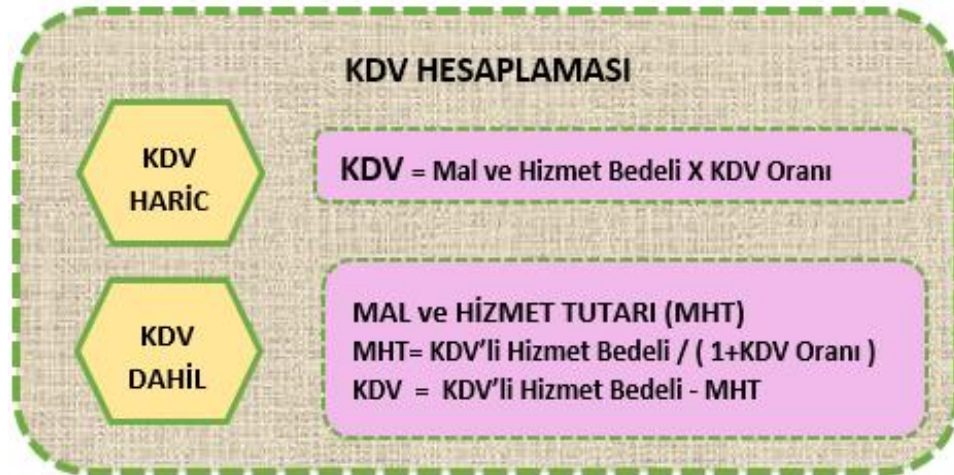 KDV HESAPLAMASI
KDV
HARİC
KDV = Mal ve Hizmet Bedeli X KDV Oranı
KDV
DAHİL
MAL ve HİZMET TUTARI (MHT)
MHT= KDV'li Hizmet Bedeli / ( 1+KDV Oranı )
KDV = KDV'li Hizmet Bedeli - MHT